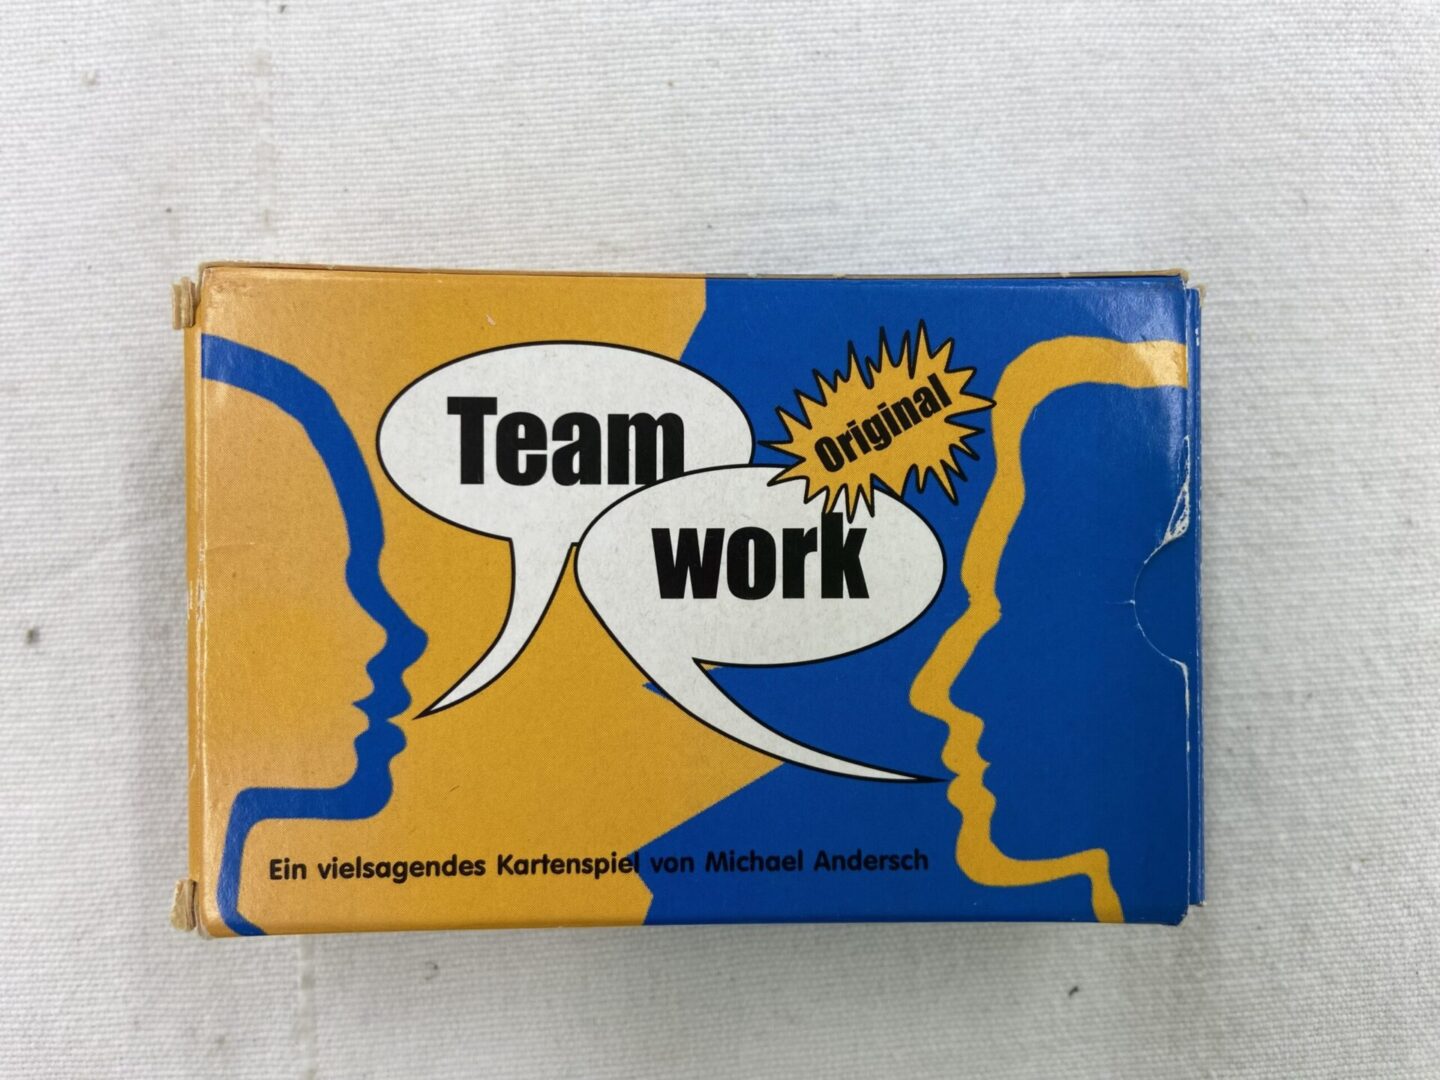 Team
work
Original
Ein vielsagendes Kartenspiel von Michael Andersch